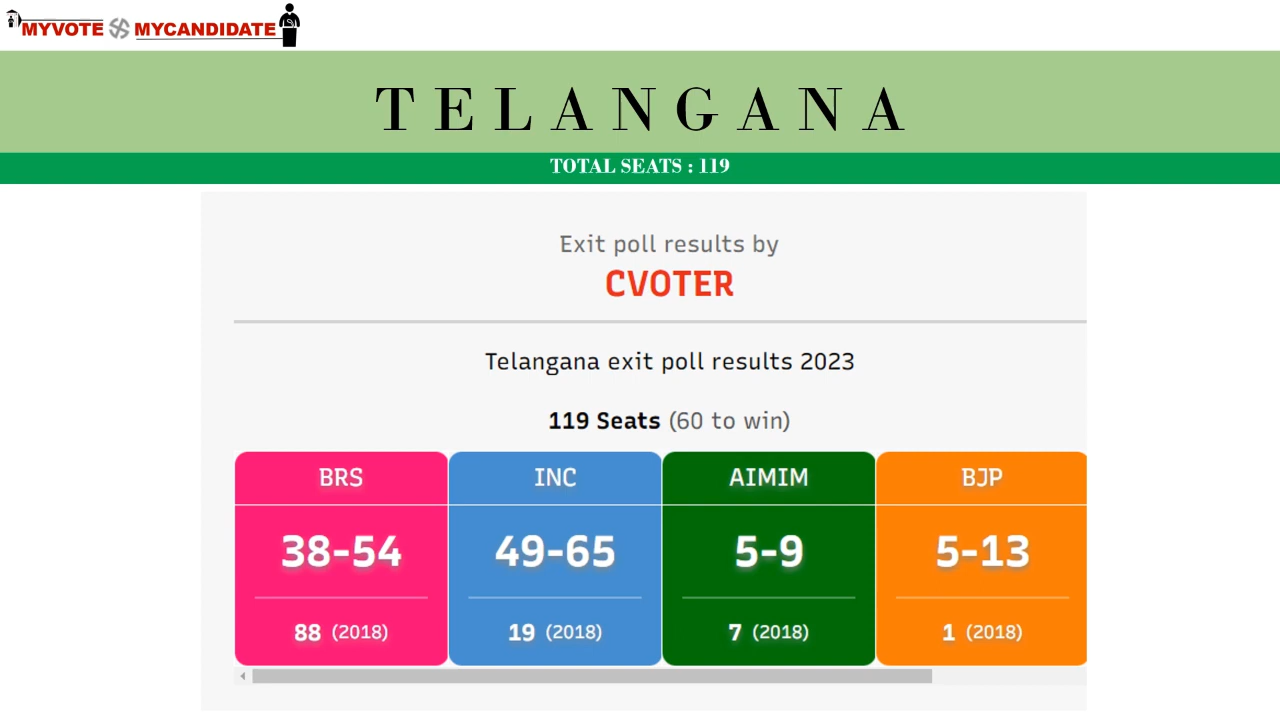 MYVOTE MYCANDIDATE
TELANGANA
TOTAL SEATS : 119
Exit poll results by
CVOTER
Telangana exit poll results 2023
119 Seats (60 to win)
BRS INC AIMIM BJP
38-54 49-65 5-9 5-13
88 (2018) 19 (2018) 7 (2018) 1 (2018)